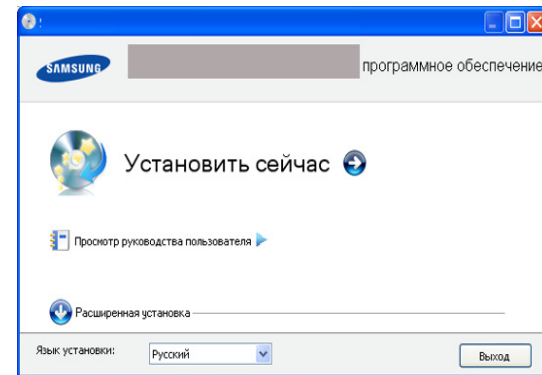 SAMSUNG
программное обеспечение
Установить сейчас
Просмотр руководства пользователя
Расширенная установка
Язык установки:
Русский
Выход